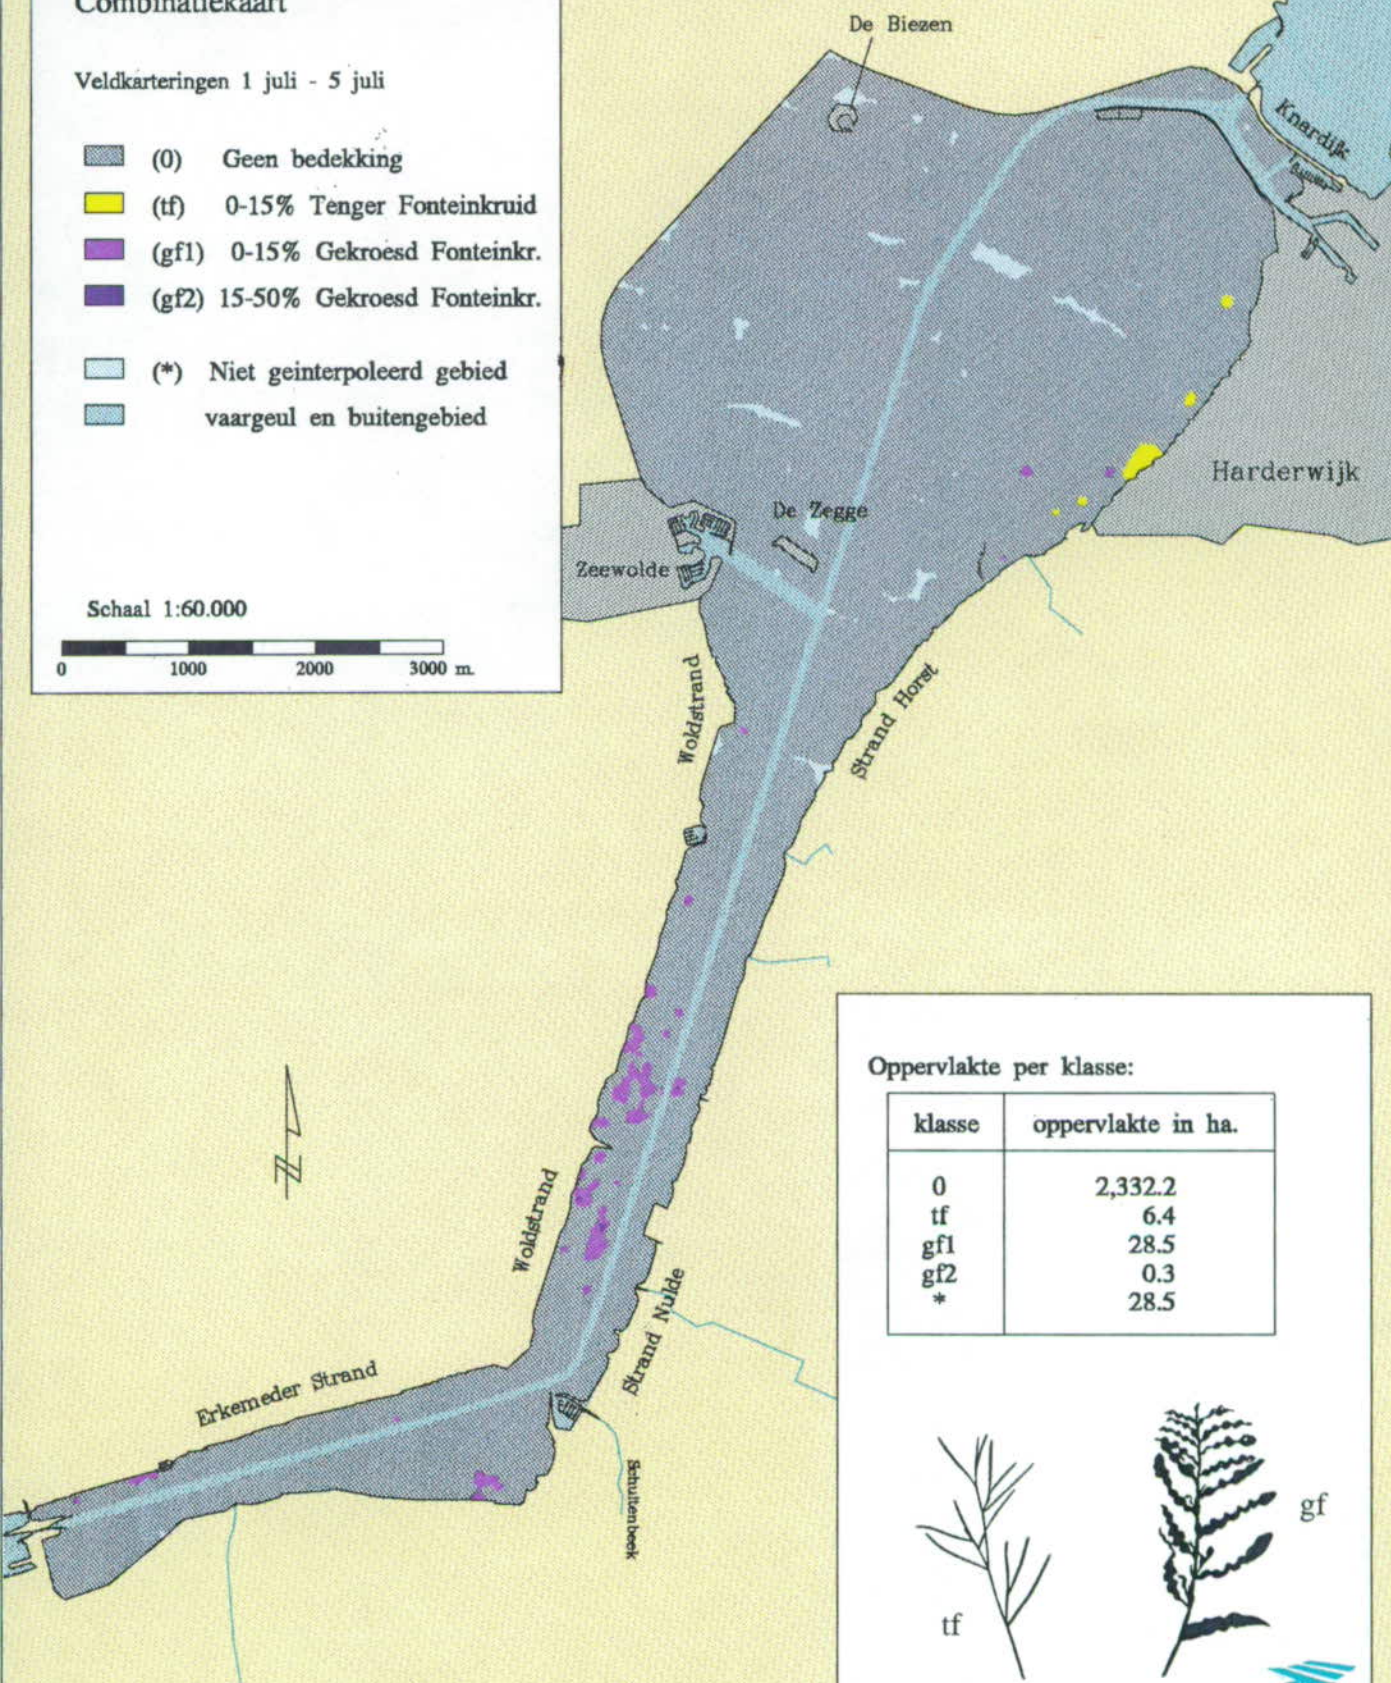 Combinatiekaart
Veldkarteringen 1 juli - 5 juli
(0) Geen bedekking
(tf) 0-15% Tenger Fonteinkruid
(gf1) 0-15% Gekroesd Fonteinkr.
(gf2) 15-50% Gekroesd Fonteinkr.
(*) Niet geinterpoleerd gebied
vaargeul en buitengebied
Schaal 1:60.000
0 1000 2000 3000 m.
De Biezen
Knardijk
Harderwijk
De Zegge
Zeewolde
Woldstrand
Strand Horst
Woldstrand
Strand Nulde
Erkemeder Strand
Schuitenbeek
Oppervlakte per klasse:
klasse oppervlakte in ha.
0 2,332.2
tf 6.4
gf1 28.5
gf2 0.3
* 28.5
gf
tf